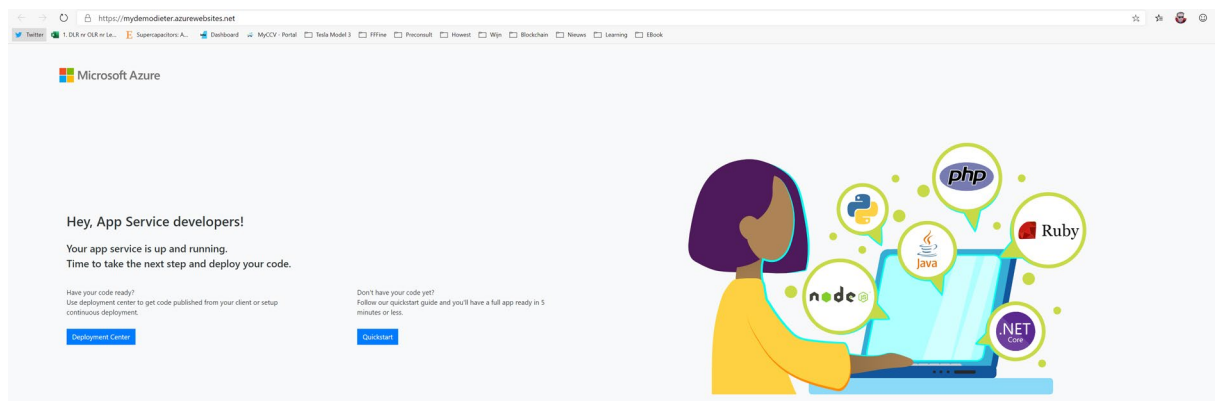 https://mydemodieter.azurewebsites.net
Twitter 1. DLR nr OLR nr Le... Supercapacitors: A... Dashboard MyCCV - Portal Tesla Model 3 FFFine Preconsult Howest Wijn Blockchain Nieuws Learning EBook
Microsoft Azure
Hey, App Service developers!
Your app service is up and running.
Time to take the next step and deploy your code.
Have your code ready?
Use deployment center to get code published from your client or setup
continuous deployment.
Deployment Center
Don't have your code yet?
Follow our quickstart guide and you'll have a full app ready in 5
minutes or less.
Quickstart
php
Ruby
Java
node
JS
.NET
Core